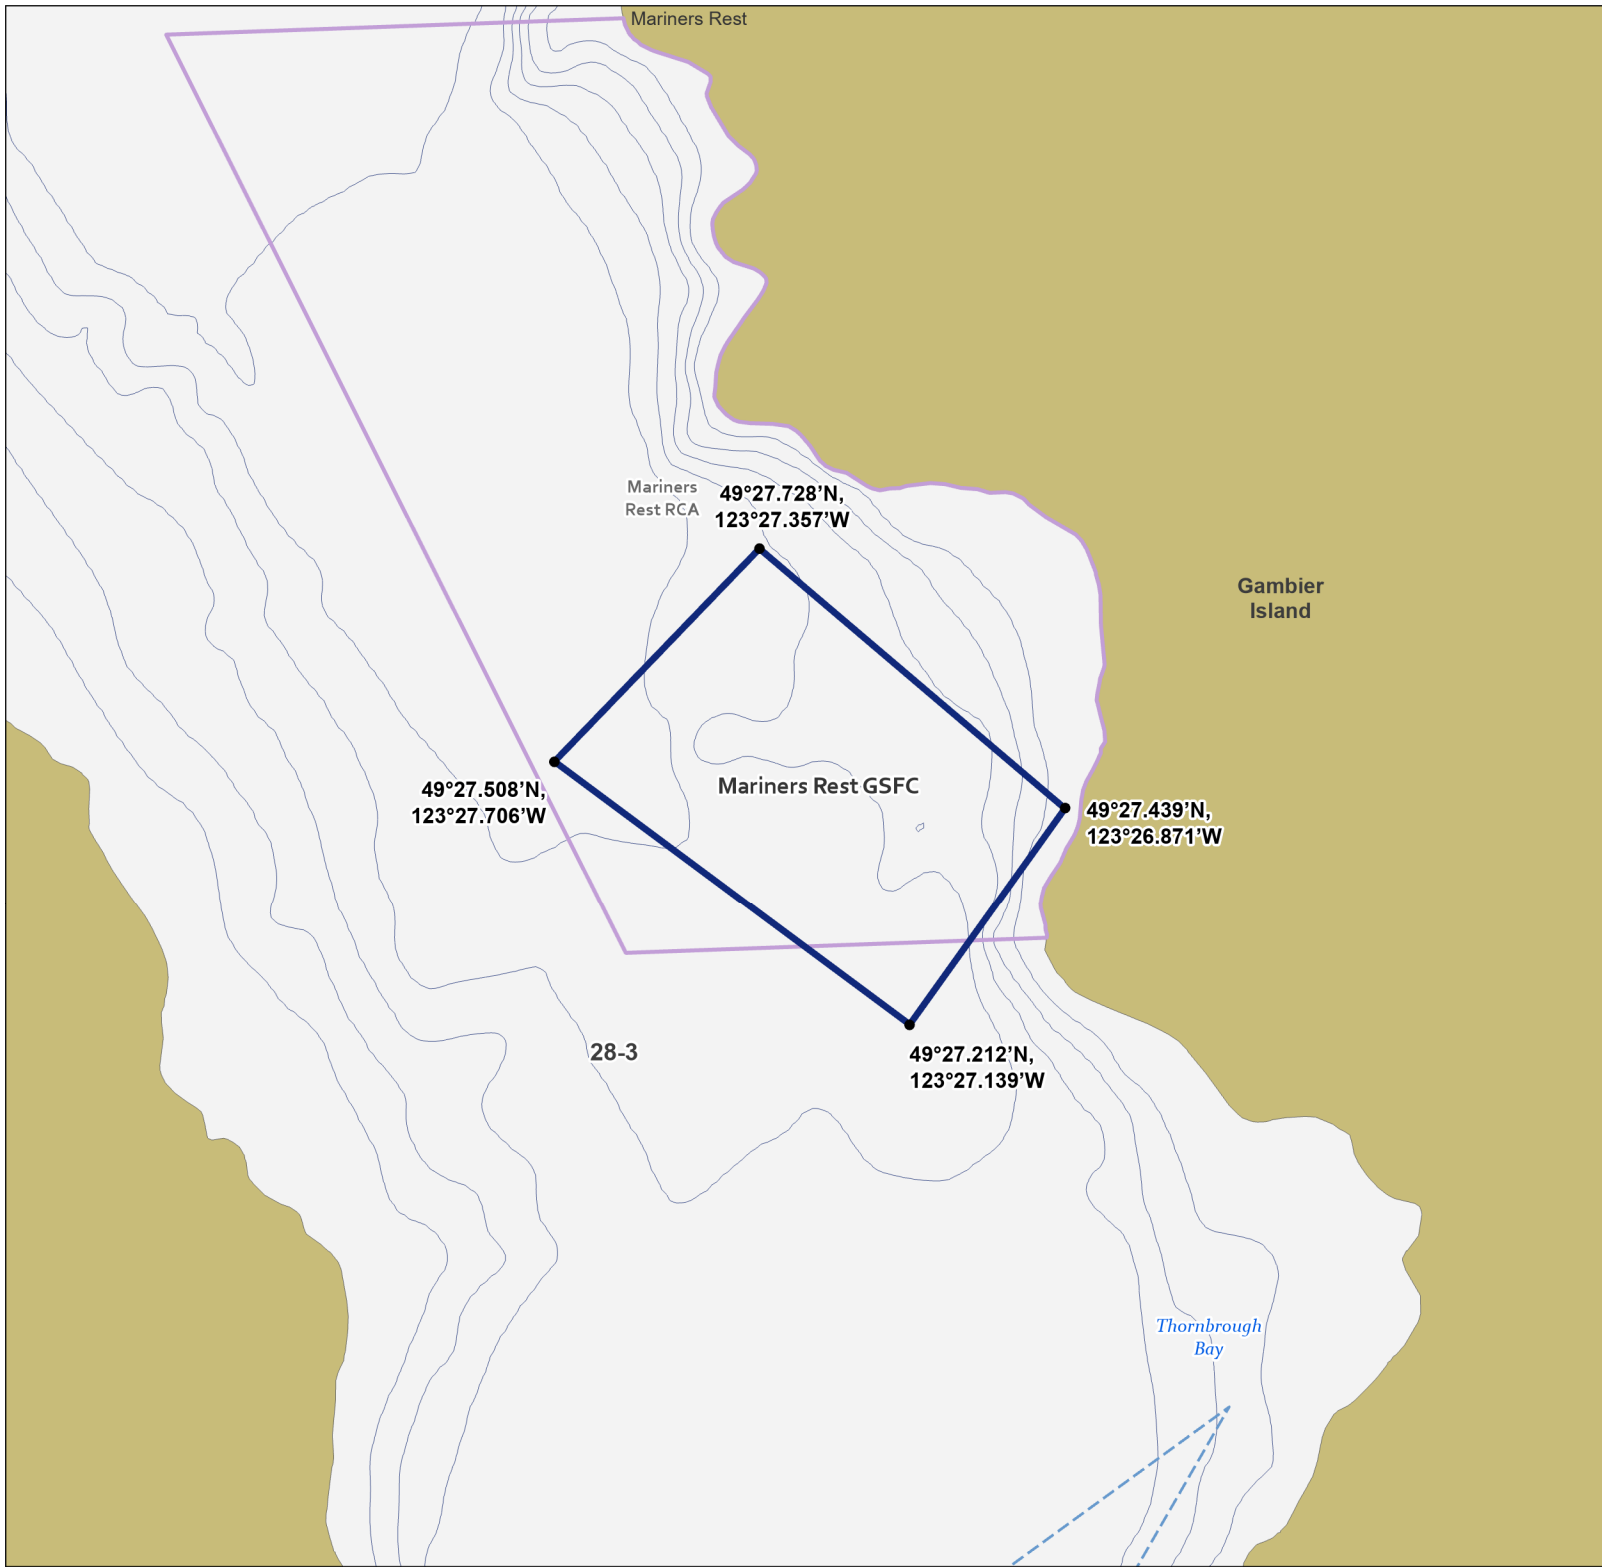 Mariners Rest
Mariners
Rest RCA
49°27.728’N,
123°27.357’W
Gambier
Island
49°27.508’N,
123°27.706’W
Mariners Rest GSFC
49°27.439’N,
123°26.871’W
28-3
49°27.212’N,
123°27.139’W
Thornbrough
Bay